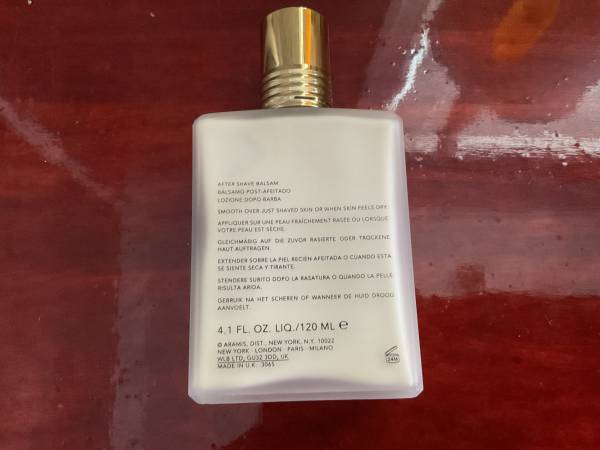 AFTER SHAVE BALSAM
BÁLSAMO POST-AFEITADO
LOZIONE DOPO BARBA
SMOOTH OVER JUST SHAVED SKIN OR WHEN SKIN FEELS DRY.
APPLIQUER SUR UNE PEAU FRAÎCHEMENT RASÉE OU LORSQUE
VOTRE PEAU EST SÈCHE.
GLEICHMÄßIG AUF DIE ZUVOR RASIERTE ODER TROCKENE
HAUT AUFTRAGEN.
EXTENDER SOBRE LA PIEL RECIÉN AFEITADA O CUANDO ESTA
SE SIENTE SECA Y TIRANTE.
STENDERE SUBITO DOPO LA RASATURA O QUANDO LA PELLE
RISULTA ARIDA.
GEBRUIK NA HET SCHEREN OF WANNEER DE HUID DROOG
AANVOELT.
4.1 FL. OZ. LIQ./120 ML ℮
© ARAMIS, DIST., NEW YORK, N.Y. 10022
NEW YORK · LONDON · PARIS · MILANO
WLB LTD, GU32 3DD, UK
MADE IN U.K. 3065
24M